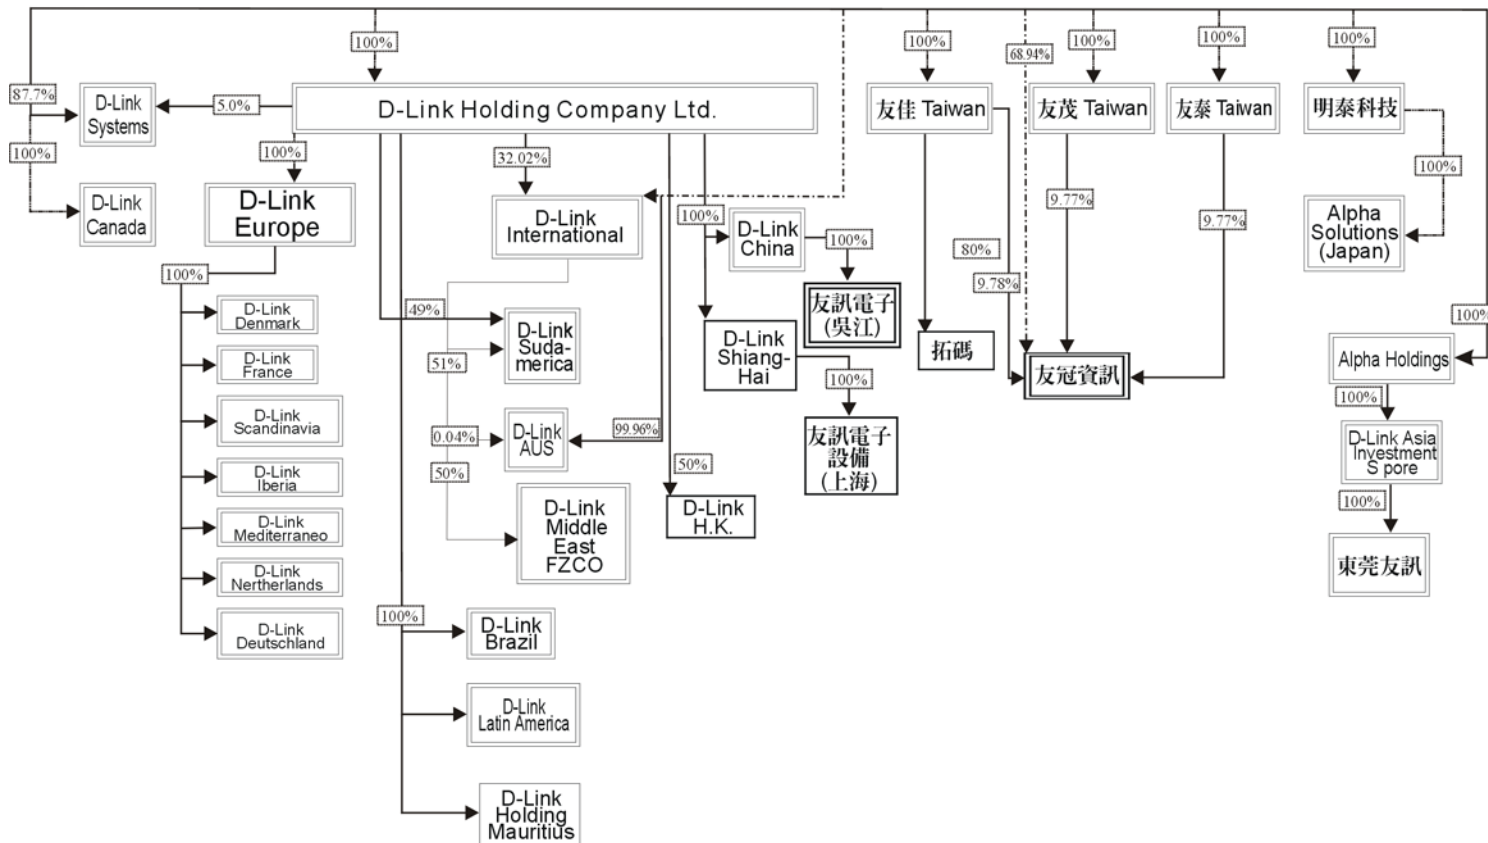 100%
100%
68.94%
100%
100%
100%
87.7%
D-Link
Systems
5.0%
D-Link Holding Company Ltd.
友佳 Taiwan
友茂 Taiwan
友泰 Taiwan
明泰科技
100%
100%
32.02%
100%
D-Link
Canada
D-Link
Europe
D-Link
International
100%
D-Link
China
100%
80%
9.78%
9.77%
9.77%
Alpha
Solutions
(Japan)
100%
D-Link
Denmark
D-Link
France
D-Link
Scandinavia
D-Link
Iberia
D-Link
Mediterraneo
D-Link
Nertherlands
D-Link
Deutschland
49%
51%
D-Link
Suda-
merica
0.04%
D-Link
AUS
99.96%
50%
D-Link
Middle
East
FZCO
50%
D-Link
H.K.
D-Link
Shiang-
Hai
友訊電子
(吳江)
100%
友訊電子
設備
(上海)
拓碼
友冠資訊
100%
Alpha Holdings
100%
D-Link Asia
Investment
S pore
100%
東莞友訊
100%
D-Link
Brazil
D-Link
Latin America
D-Link
Holding
Mauritius